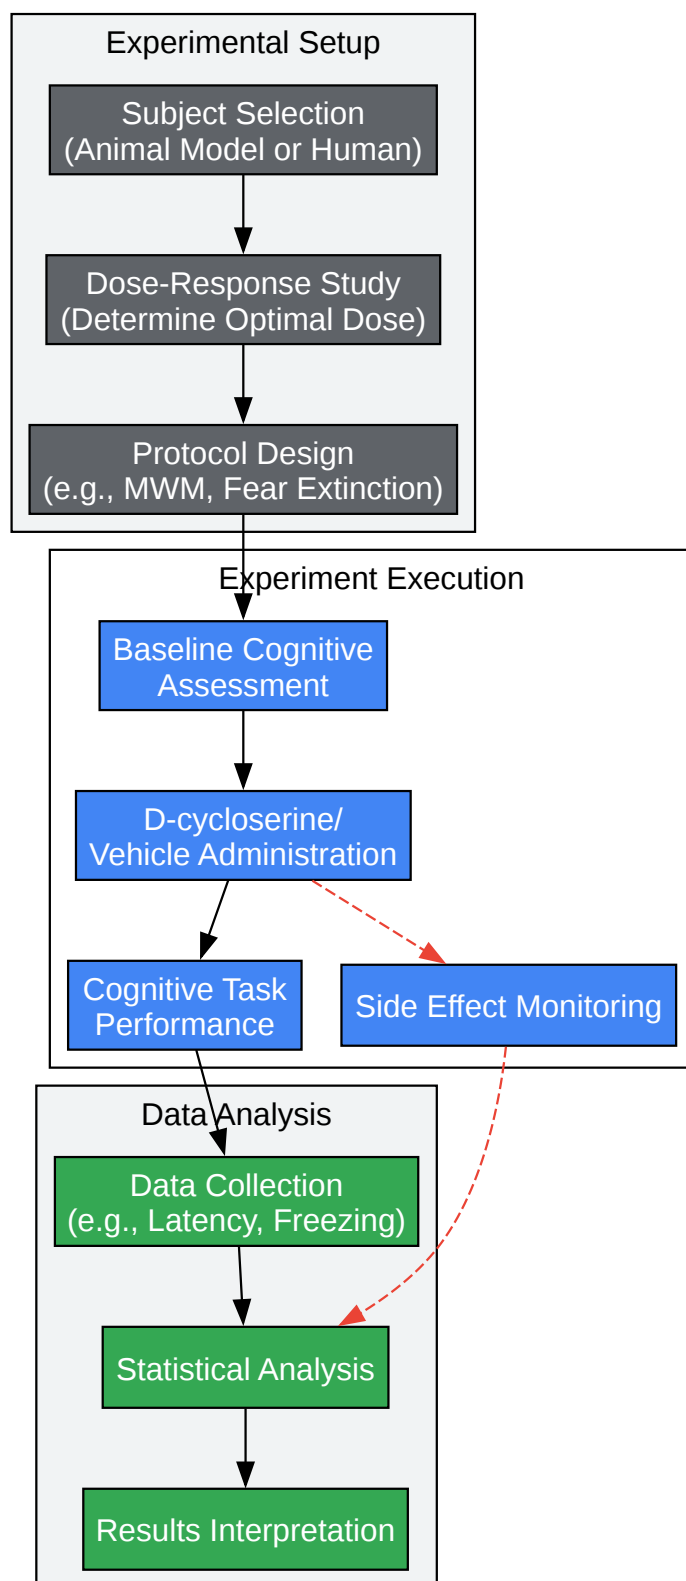 Experimental Setup
Subject Selection
(Animal Model or Human)
Dose-Response Study
(Determine Optimal Dose)
Protocol Design
(e.g., MWM, Fear Extinction)
Experiment Execution
Baseline Cognitive
Assessment
D-cycloserine/
Vehicle Administration
Cognitive Task
Performance
Side Effect Monitoring
Data Analysis
Data Collection
(e.g., Latency, Freezing)
Statistical Analysis
Results Interpretation